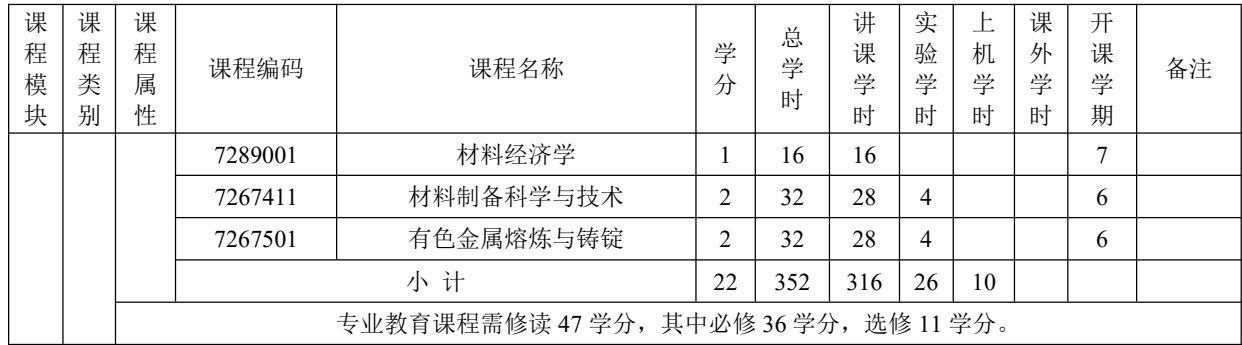 课程模块 课程类别 课程属性 课程编码 课程名称 学分 总学时 讲课学时 实验学时 上机学时 课外学时 开课学期 备注
7289001 材料经济学 1 16 16 7
7267411 材料制备科学与技术 2 32 28 4 6
7267501 有色金属熔炼与铸锭 2 32 28 4 6
小 计 22 352 316 26 10
专业教育课程需修读 47 学分，其中必修 36 学分，选修 11 学分。